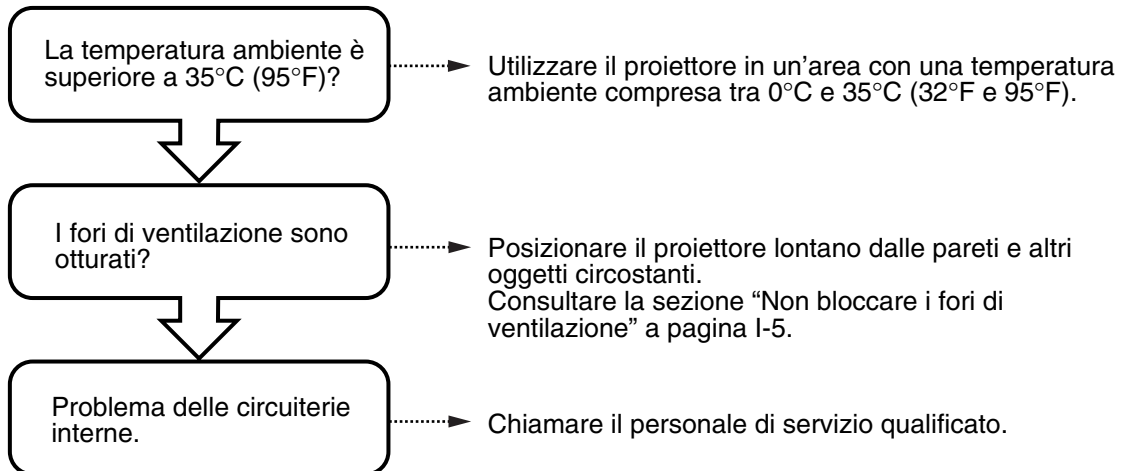 La temperatura ambiente è
superiore a 35°C (95°F)?
Utilizzare il proiettore in un’area con una temperatura
ambiente compresa tra 0°C e 35°C (32°F e 95°F).
I fori di ventilazione sono
otturati?
Posizionare il proiettore lontano dalle pareti e altri
oggetti circostanti.
Consultare la sezione “Non bloccare i fori di
ventilazione” a pagina I-5.
Problema delle circuiterie
interne.
Chiamare il personale di servizio qualificato.